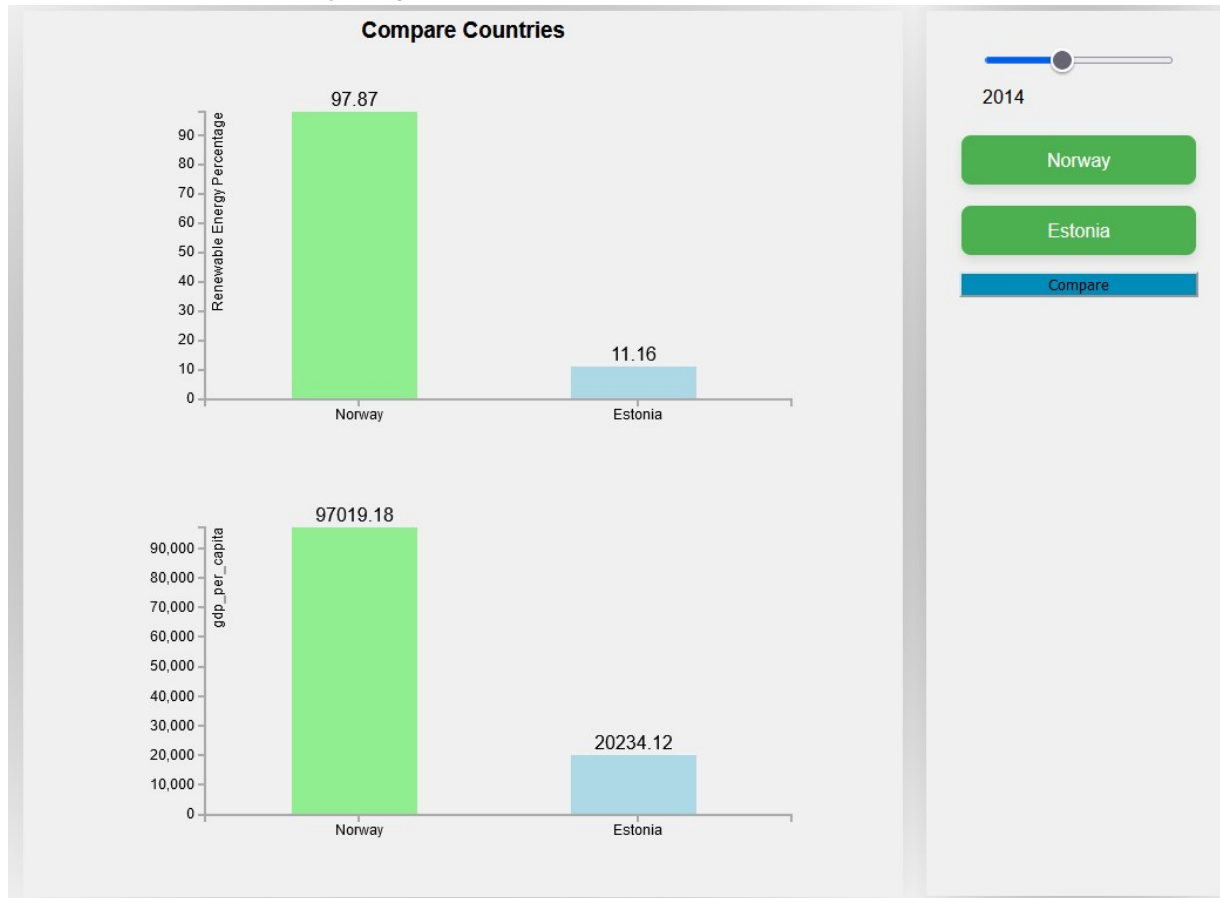 Compare Countries
97.87
Renewable Energy Percentage
90
80
70
60
50
40
30
20
10
0
11.16
Norway
Estonia
97019.18
gdp_per_capita
90,000
80,000
70,000
60,000
50,000
40,000
30,000
20,000
10,000
0
20234.12
Norway
Estonia
2014
Norway
Estonia
Compare